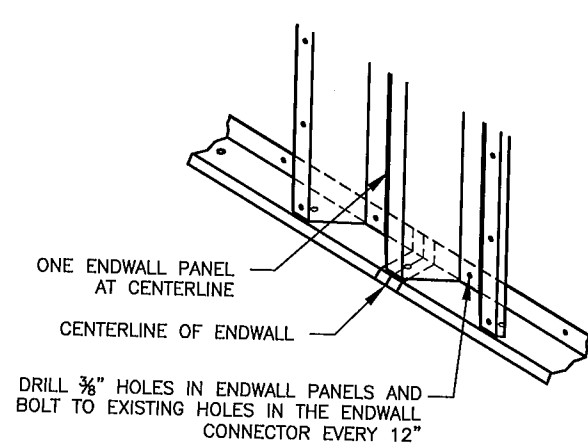 ONE ENDWALL PANEL
AT CENTERLINE
CENTERLINE OF ENDWALL
DRILL ⅜" HOLES IN ENDWALL PANELS AND
BOLT TO EXISTING HOLES IN THE ENDWALL
CONNECTOR EVERY 12"